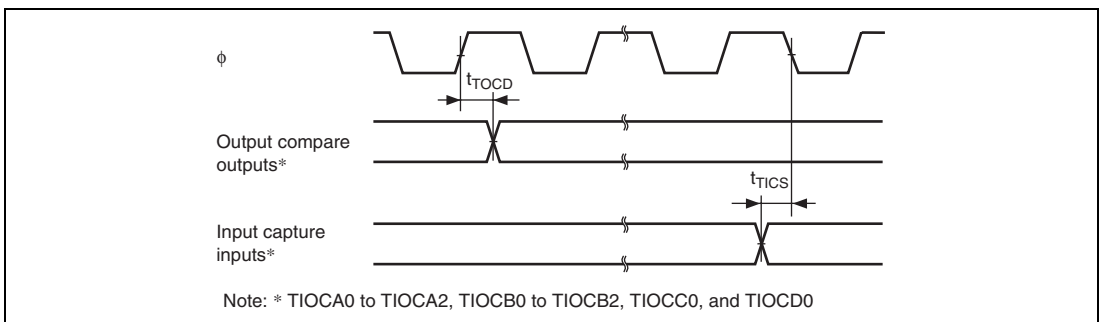 ϕ
tTOCD
Output compare
outputs*
tTICS
Input capture
inputs*
Note: * TIOCA0 to TIOCA2, TIOCB0 to TIOCB2, TIOCC0, and TIOCD0